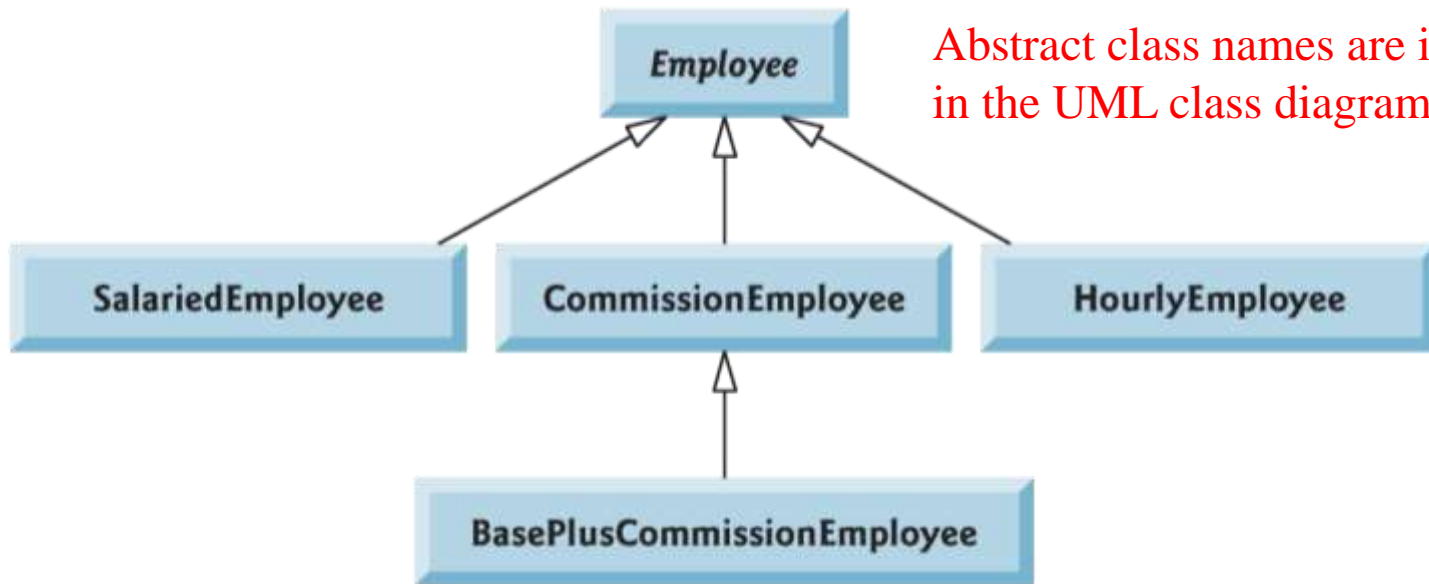 Employee
Abstract class names are i
in the UML class diagram
SalariedEmployee
CommissionEmployee
HourlyEmployee
BasePlusCommissionEmployee